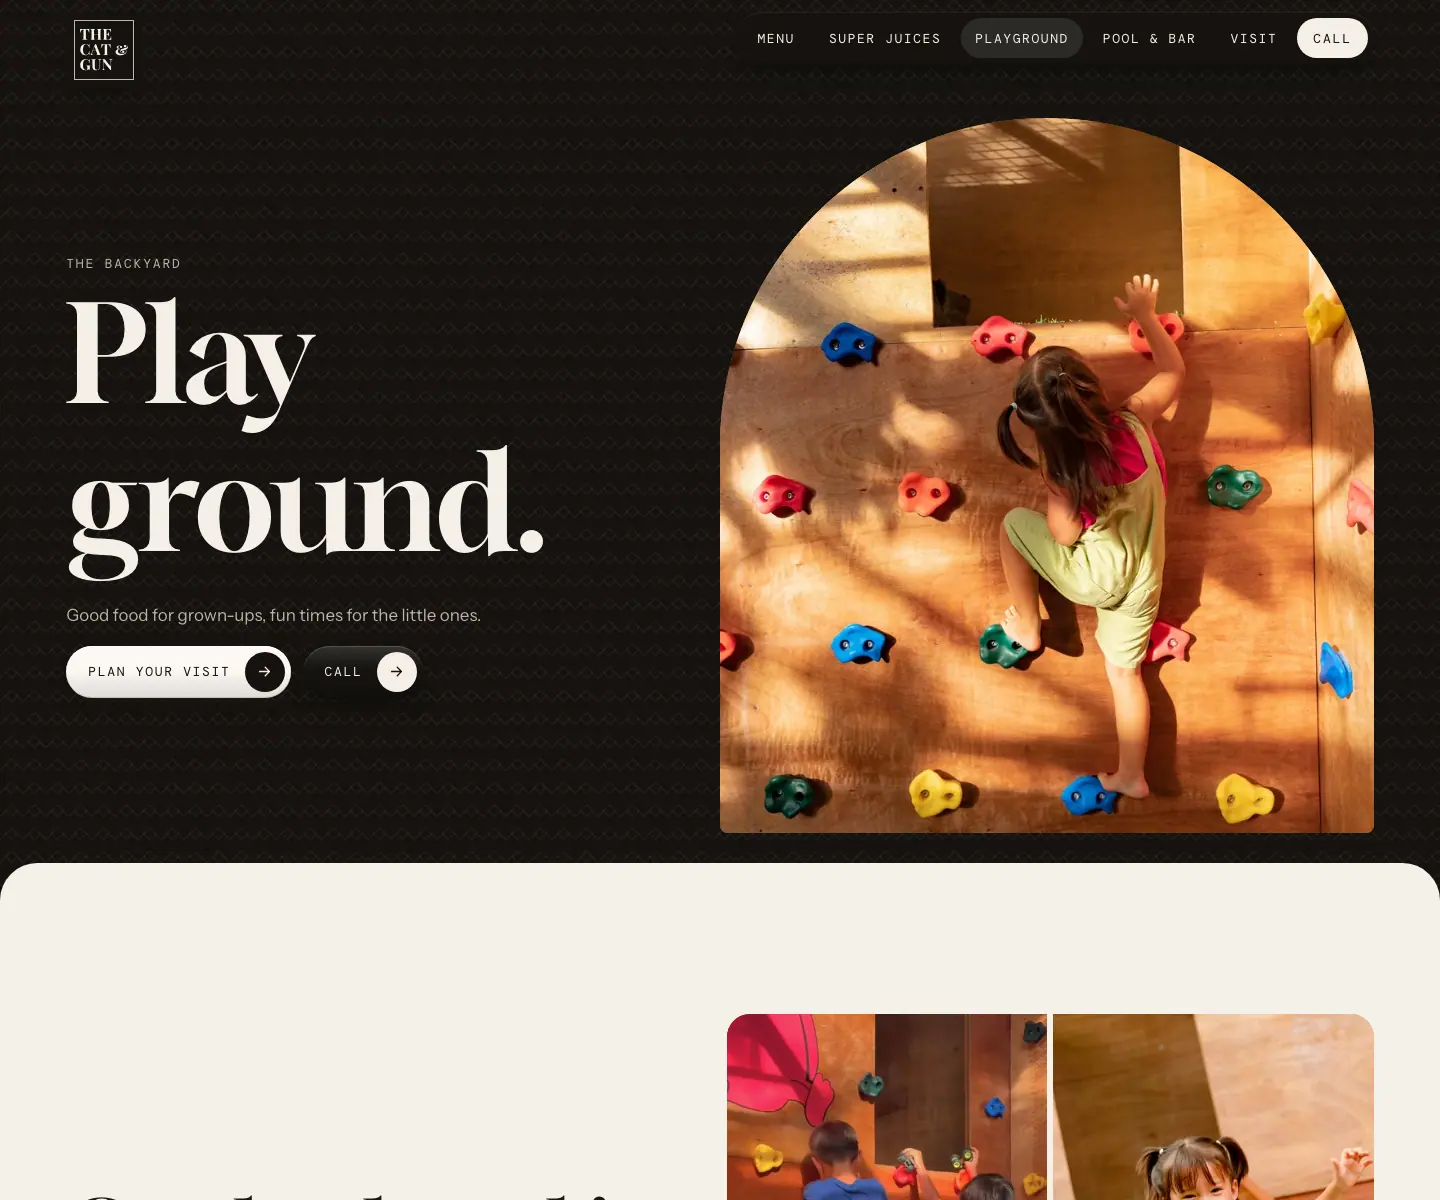 THE
CAT &
GUN
MENU SUPER JUICES PLAYGROUND POOL & BAR VISIT CALL
THE BACKYARD
Play
ground.
Good food for grown-ups, fun times for the little ones.
PLAN YOUR VISIT → CALL →